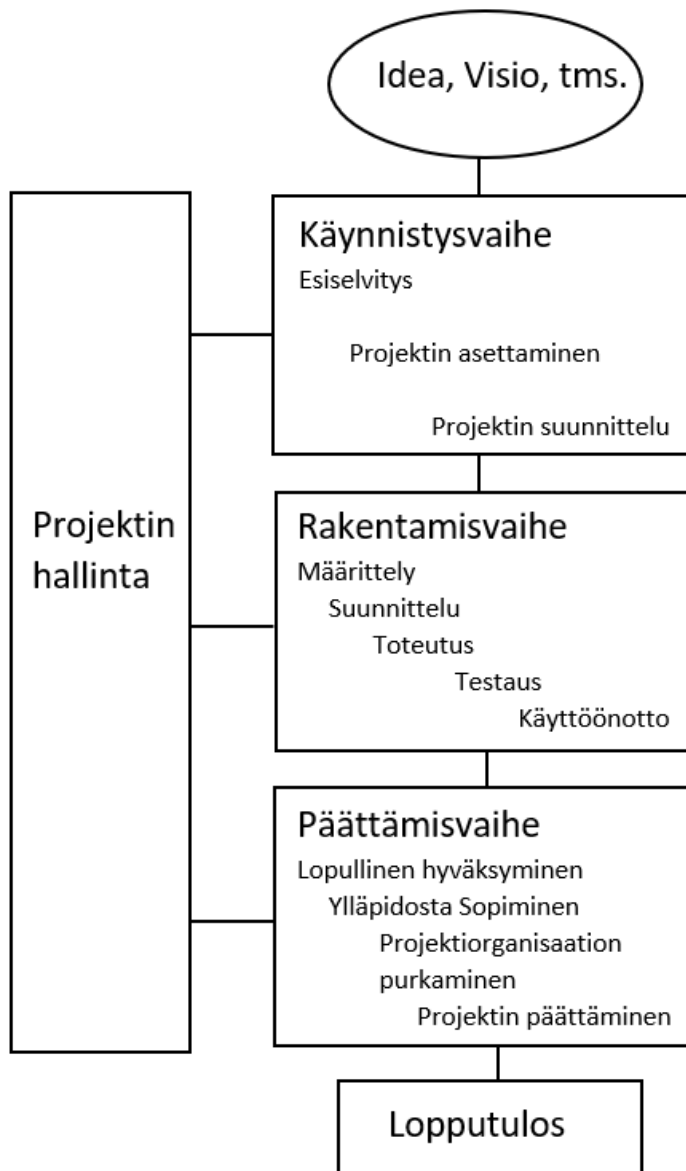 Idea, Visio, tms.
Käynnistysvaihe
Esiselvitys
Projektin asettaminen
Projektin suunnittelu
Projektin
hallinta
Rakentamisvaihe
Määrittely
Suunnittelu
Toteutus
Testaus
Käyttöönotto
Päättämisvaihe
Lopullinen hyväksyminen
Ylläpidosta Sopiminen
Projektiorganisaation
purkaminen
Projektin päättäminen
Lopputulos